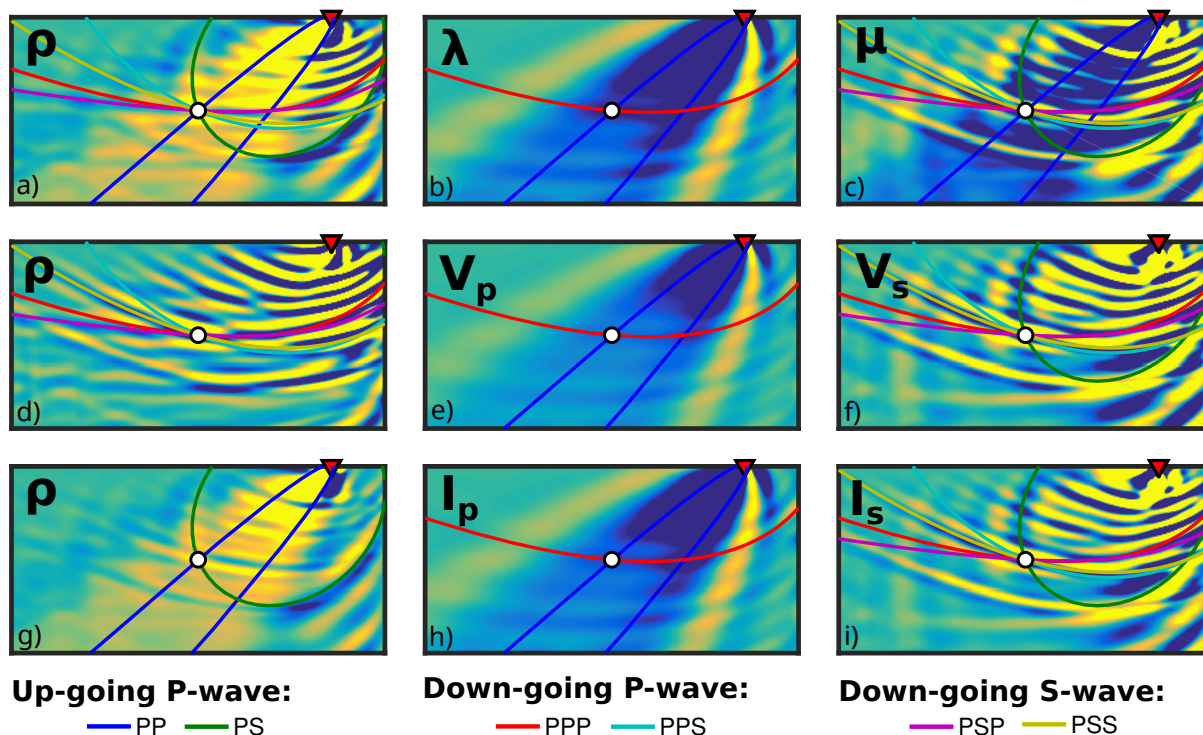 ρ λ μ
a) b) c)
ρ Vp Vs
d) e) f)
ρ Ip Is
g) h) i)
Up-going P-wave: Down-going P-wave: Down-going S-wave:
PP PS PPP PPS PSP PSS